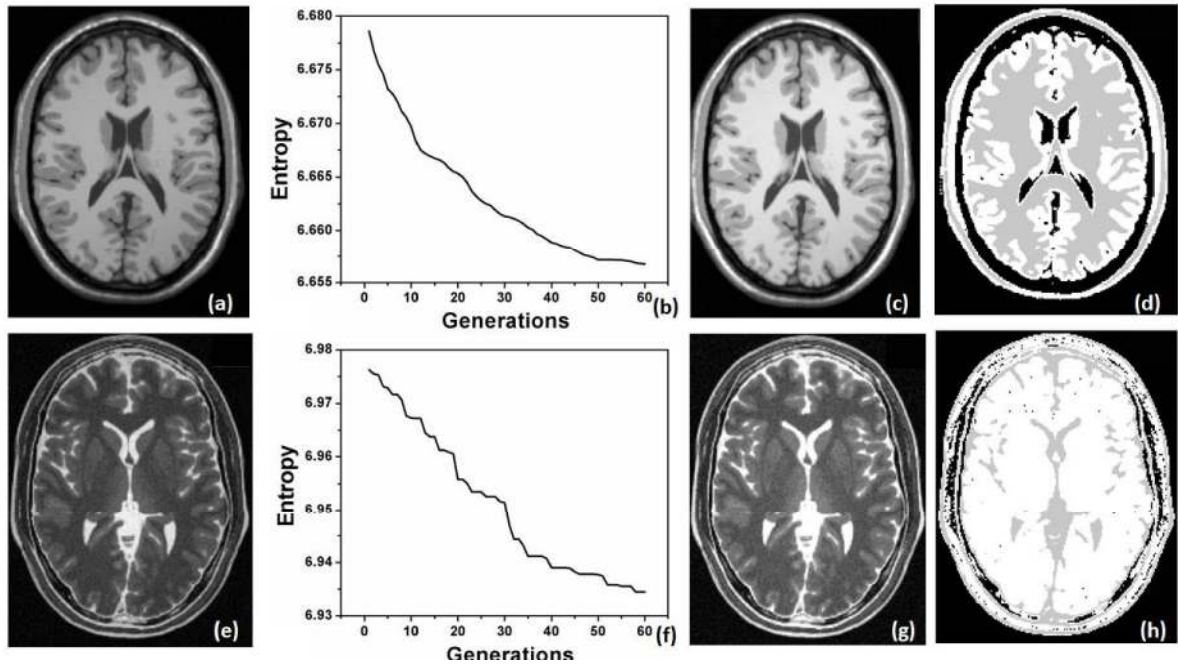 (a)
Entropy
6.680
6.675
6.670
6.665
6.660
6.655
0 10 20 30 40 50 60
Generations
(b)
(c)
(d)
(e)
Entropy
6.98
6.97
6.96
6.95
6.94
6.93
0 10 20 30 40 50 60
Generations
(f)
(g)
(h)